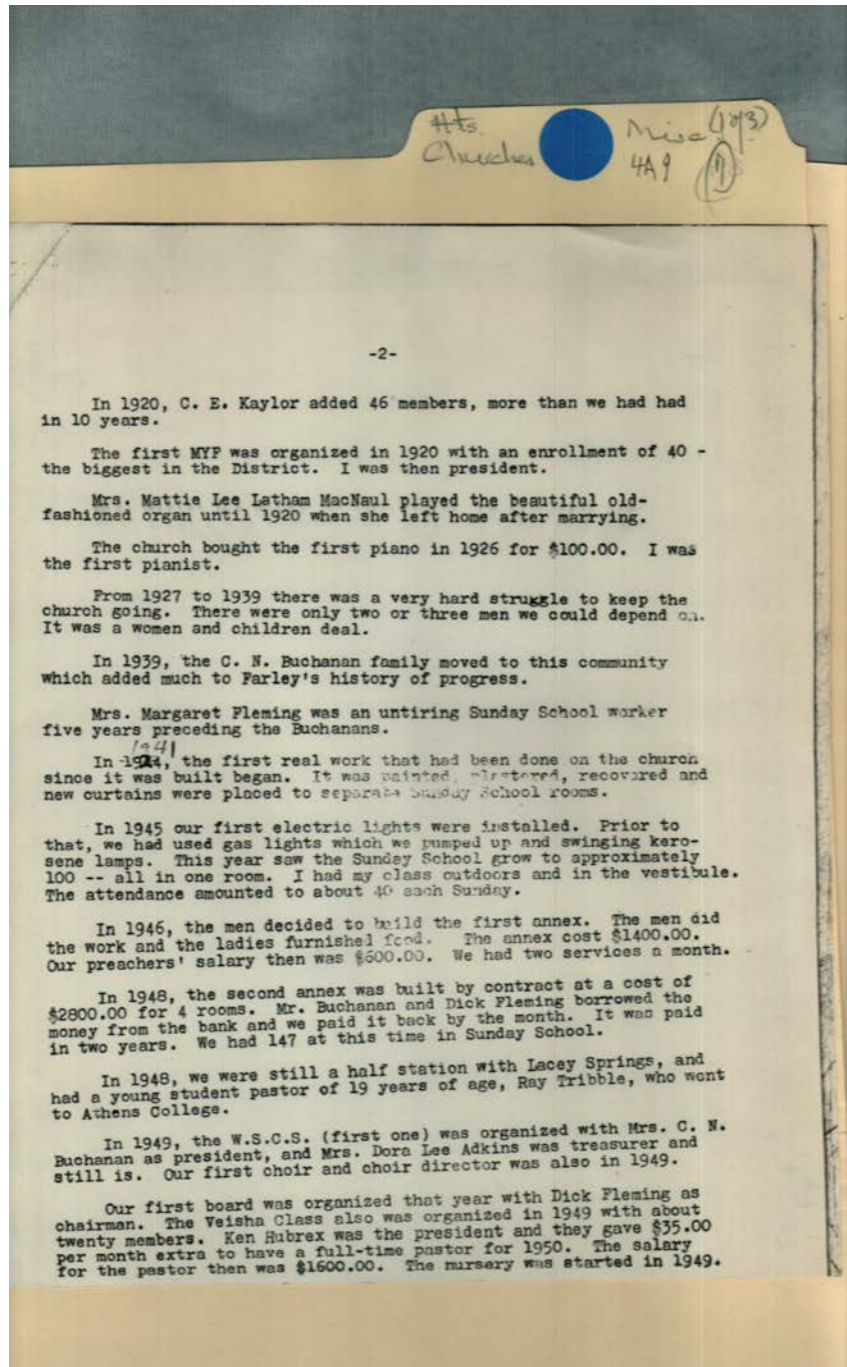 Hts. Misc (1 of 3)
Churches 4A9
-2-
In 1920, C. E. Kaylor added 46 members, more than we had had
in 10 years.
The first MYF was organized in 1920 with an enrollment of 40 -
the biggest in the District. I was then president.
Mrs. Mattie Lee Latham MacNaul played the beautiful old-
fashioned organ until 1920 when she left home after marrying.
The church bought the first piano in 1926 for $100.00. I was
the first pianist.
From 1927 to 1939 there was a very hard struggle to keep the
church going. There were only two or three men we could depend on.
It was a women and children deal.
In 1939, the C. N. Buchanan family moved to this community
which added much to Farley's history of progress.
Mrs. Margaret Fleming was an untiring Sunday School worker
five years preceding the Buchanans.
1941
In, the first real work that had been done on the church
since it was built began. It was painted, plastered, recovered and
new curtains were placed to separate Sunday School rooms.
In 1945 our first electric lights were installed. Prior to
that, we had used gas lights which we pumped up and swinging kero-
sene lamps. This year saw the Sunday School grow to approximately
100 -- all in one room. I had my class outdoors and in the vestibule.
The attendance amounted to about 40 each Sunday.
In 1946, the men decided to build the first annex. The men did
the work and the ladies furnished food. The annex cost $1400.00.
Our preachers' salary then was $600.00. We had two services a month.
In 1948, the second annex was built by contract at a cost of
$2800.00 for 4 rooms. Mr. Buchanan and Dick Fleming borrowed the
money from the bank and we paid it back by the month. It was paid
in two years. We had 147 at this time in Sunday School.
In 1948, we were still a half station with Lacey Springs, and
had a young student pastor of 19 years of age, Ray Tribble, who went
to Athens College.
In 1949, the W.S.C.S. (first one) was organized with Mrs. C. N.
Buchanan as president, and Mrs. Dora Lee Adkins was treasurer and
still is. Our first choir and choir director was also in 1949.
Our first board was organized that year with Dick Fleming as
chairman. The Veisha Class also was organized in 1949 with about
twenty members. Ken Hubrex was the president and they gave $35.00
per month extra to have a full-time pastor for 1950. The salary
for the pastor then was $1600.00. The nursery was started in 1949.